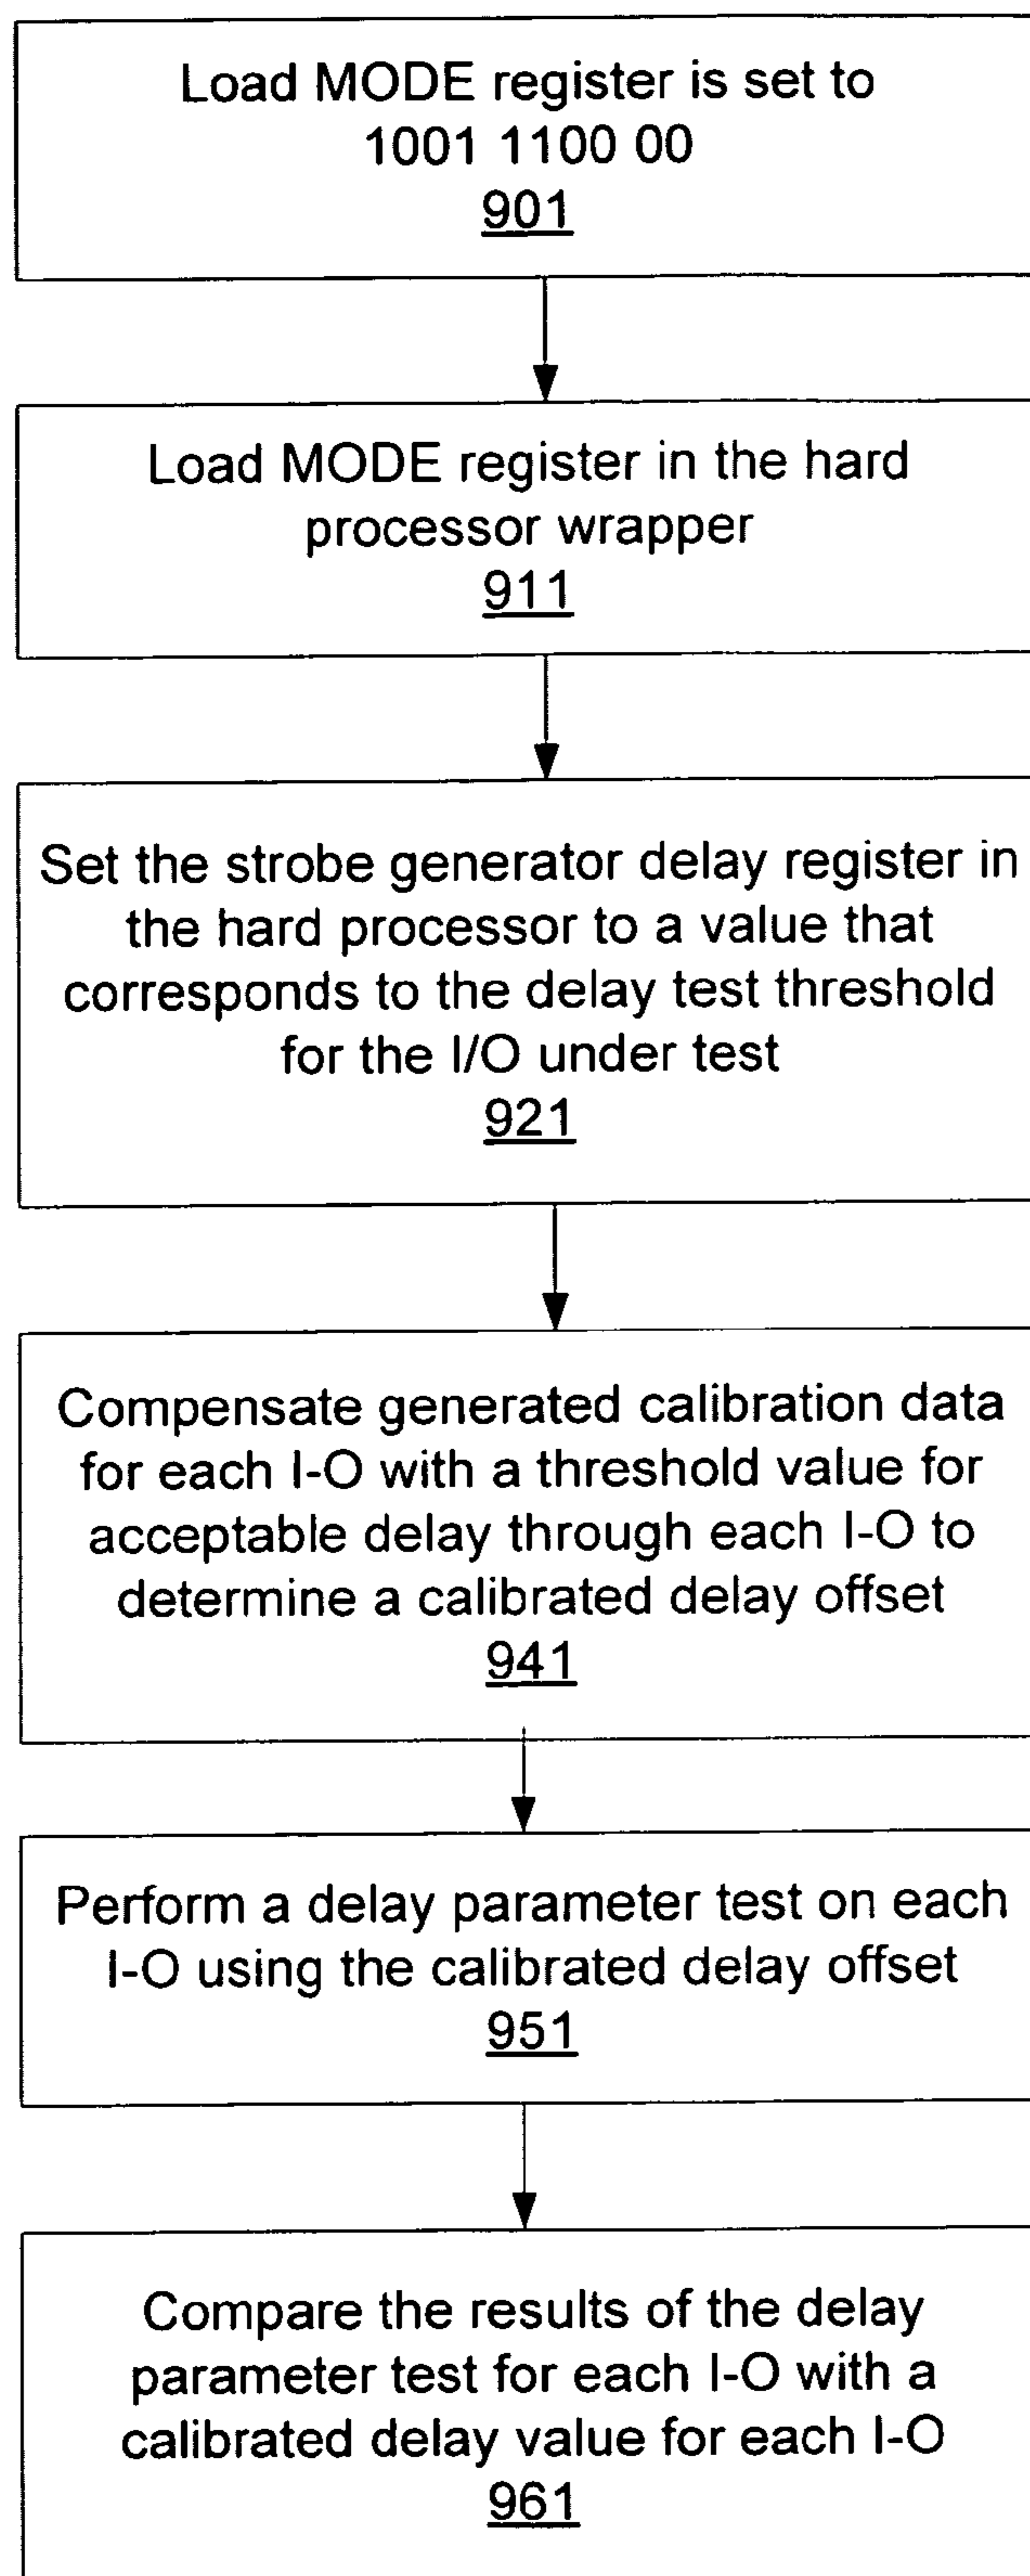 Load MODE register is set to
1001 1100 00
901
Load MODE register in the hard
processor wrapper
911
Set the strobe generator delay register in
the hard processor to a value that
corresponds to the delay test threshold
for the I/O under test
921
Compensate generated calibration data
for each I-O with a threshold value for
acceptable delay through each I-O to
determine a calibrated delay offset
941
Perform a delay parameter test on each
I-O using the calibrated delay offset
951
Compare the results of the delay
parameter test for each I-O with a
calibrated delay value for each I-O
961